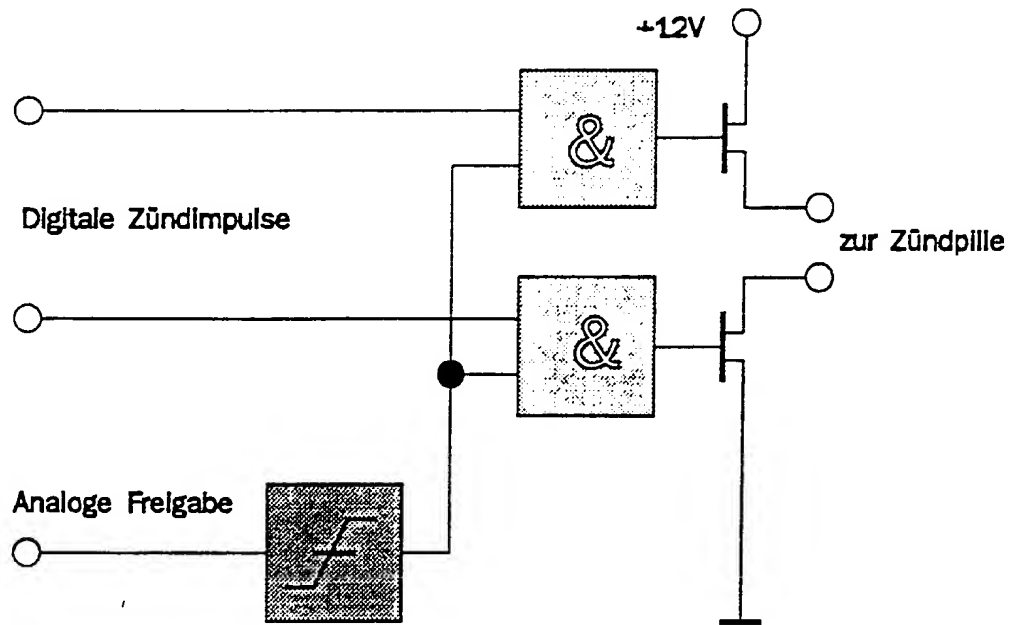 +12V
&
Digitale Zündimpulse
zur Zündpille
&
Analoge Freigabe